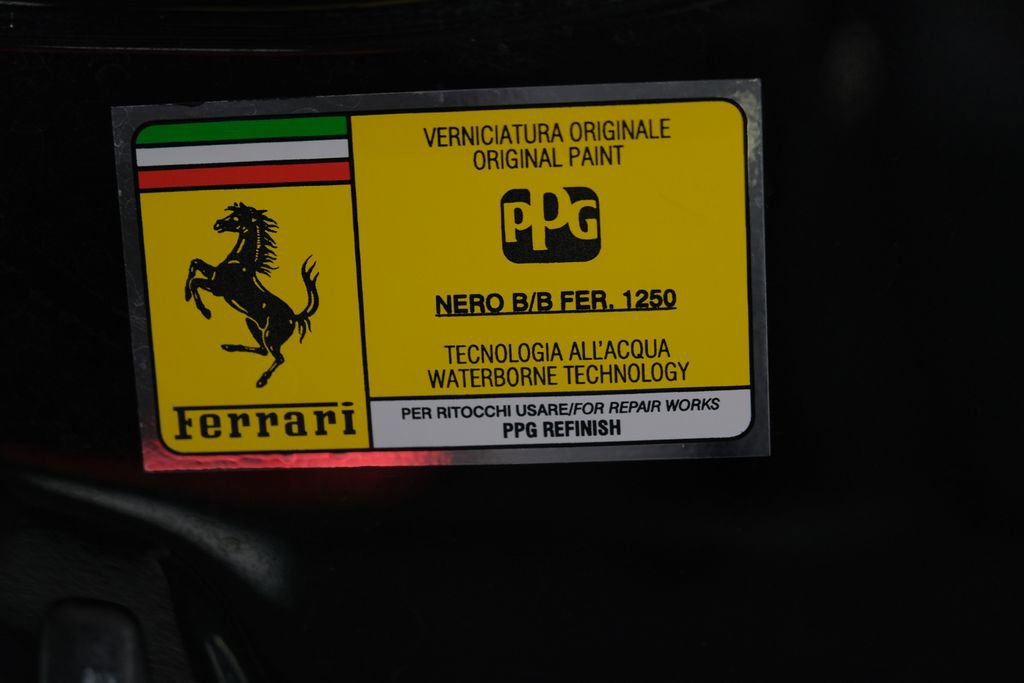 VERNICIATURA ORIGINALE
ORIGINAL PAINT
PPG
NERO B/B FER. 1250
TECNOLOGIA ALL'ACQUA
WATERBORNE TECHNOLOGY
PER RITOCCHI USARE/FOR REPAIR WORKS
PPG REFINISH
Ferrari